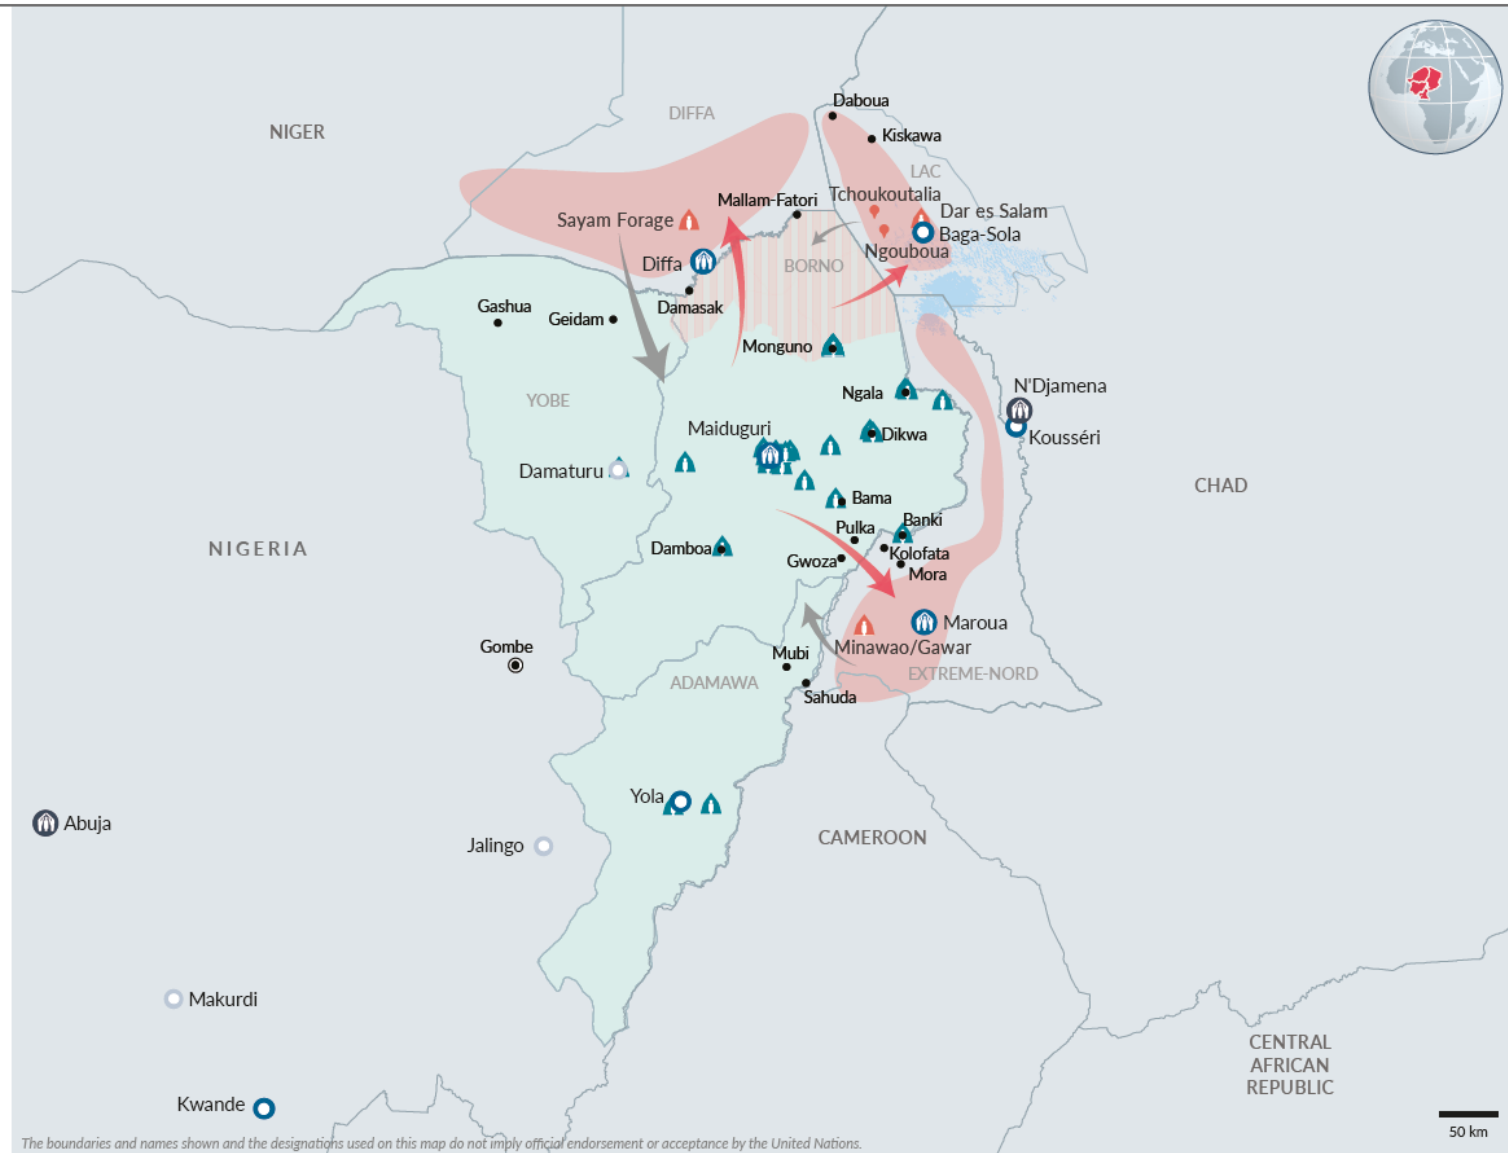 Daboua
DIFFA
NIGER
Kiskawa
LAC
Tchoukoutalia
Mallam-Fatori
Dar es Salam
Sayam Forage
Baga-Sola
Ngouboua
Diffa
BORNO
Damasak
Gashua
Geidam
Monguno
N'Djamena
Ngala
YOBE
Maiduguri
Dikwa
Kousséri
Damaturu
CHAD
Bama
Banki
Pulka
NIGERIA
Damboa
Kolofata
Gwoza
Mora
Maroua
Gombe
Minawao/Gawar
Mubi
EXTREME-NORD
ADAMAWA
Sahuda
Yola
Abuja
CAMEROON
Jalingo
Makurdi
CENTRAL
AFRICAN
REPUBLIC
Kwande
50 km
The boundaries and names shown and the designations used on this map do not imply official endorsement or acceptance by the United Nations.